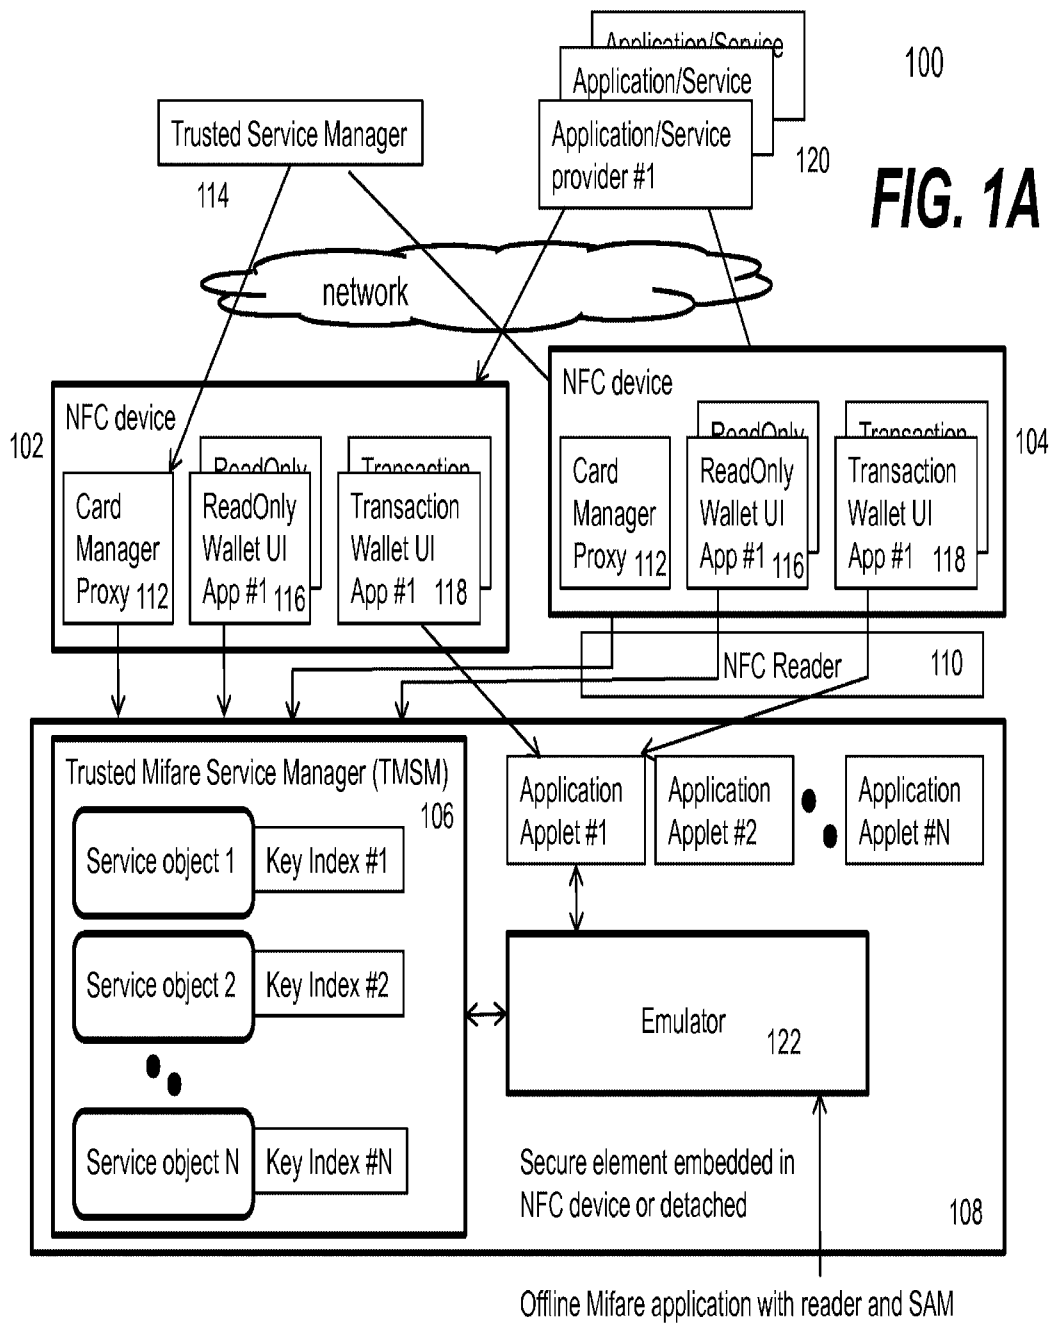 Application/Service
100
Application/Service
Trusted Service Manager
Application/Service
provider #1
120
114
FIG. 1A
network
NFC device
102
ReadOnly
Transaction
Card
Manager
Proxy 112
ReadOnly
Wallet UI
App #1 116
Transaction
Wallet UI
App #1 118
NFC device
104
ReadOnly
Transaction
Card
Manager
Proxy 112
ReadOnly
Wallet UI
App #1 116
Transaction
Wallet UI
App #1 118
NFC Reader
110
Trusted Mifare Service Manager (TMSM)
106
Service object 1
Key Index #1
Service object 2
Key Index #2
Service object N
Key Index #N
Application
Applet #1
Application
Applet #2
Application
Applet #N
Emulator
122
Secure element embedded in
NFC device or detached
108
Offline Mifare application with reader and SAM